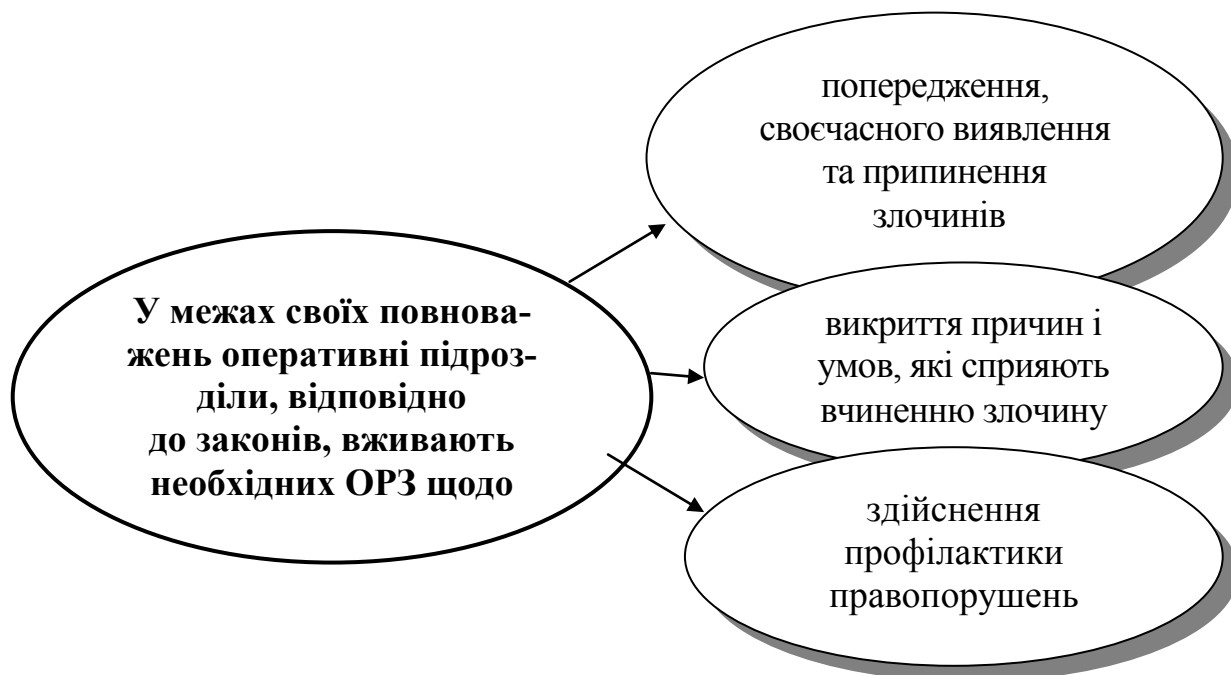 У межах своїх повнова-
жень оперативні підроз-
діли, відповідно
до законів, вживають
необхідних ОРЗ щодо
попередження,
своєчасного виявлення
та припинення
злочинів
викриття причин і
умов, які сприяють
вчиненню злочину
здійснення
профілактики
правопорушень